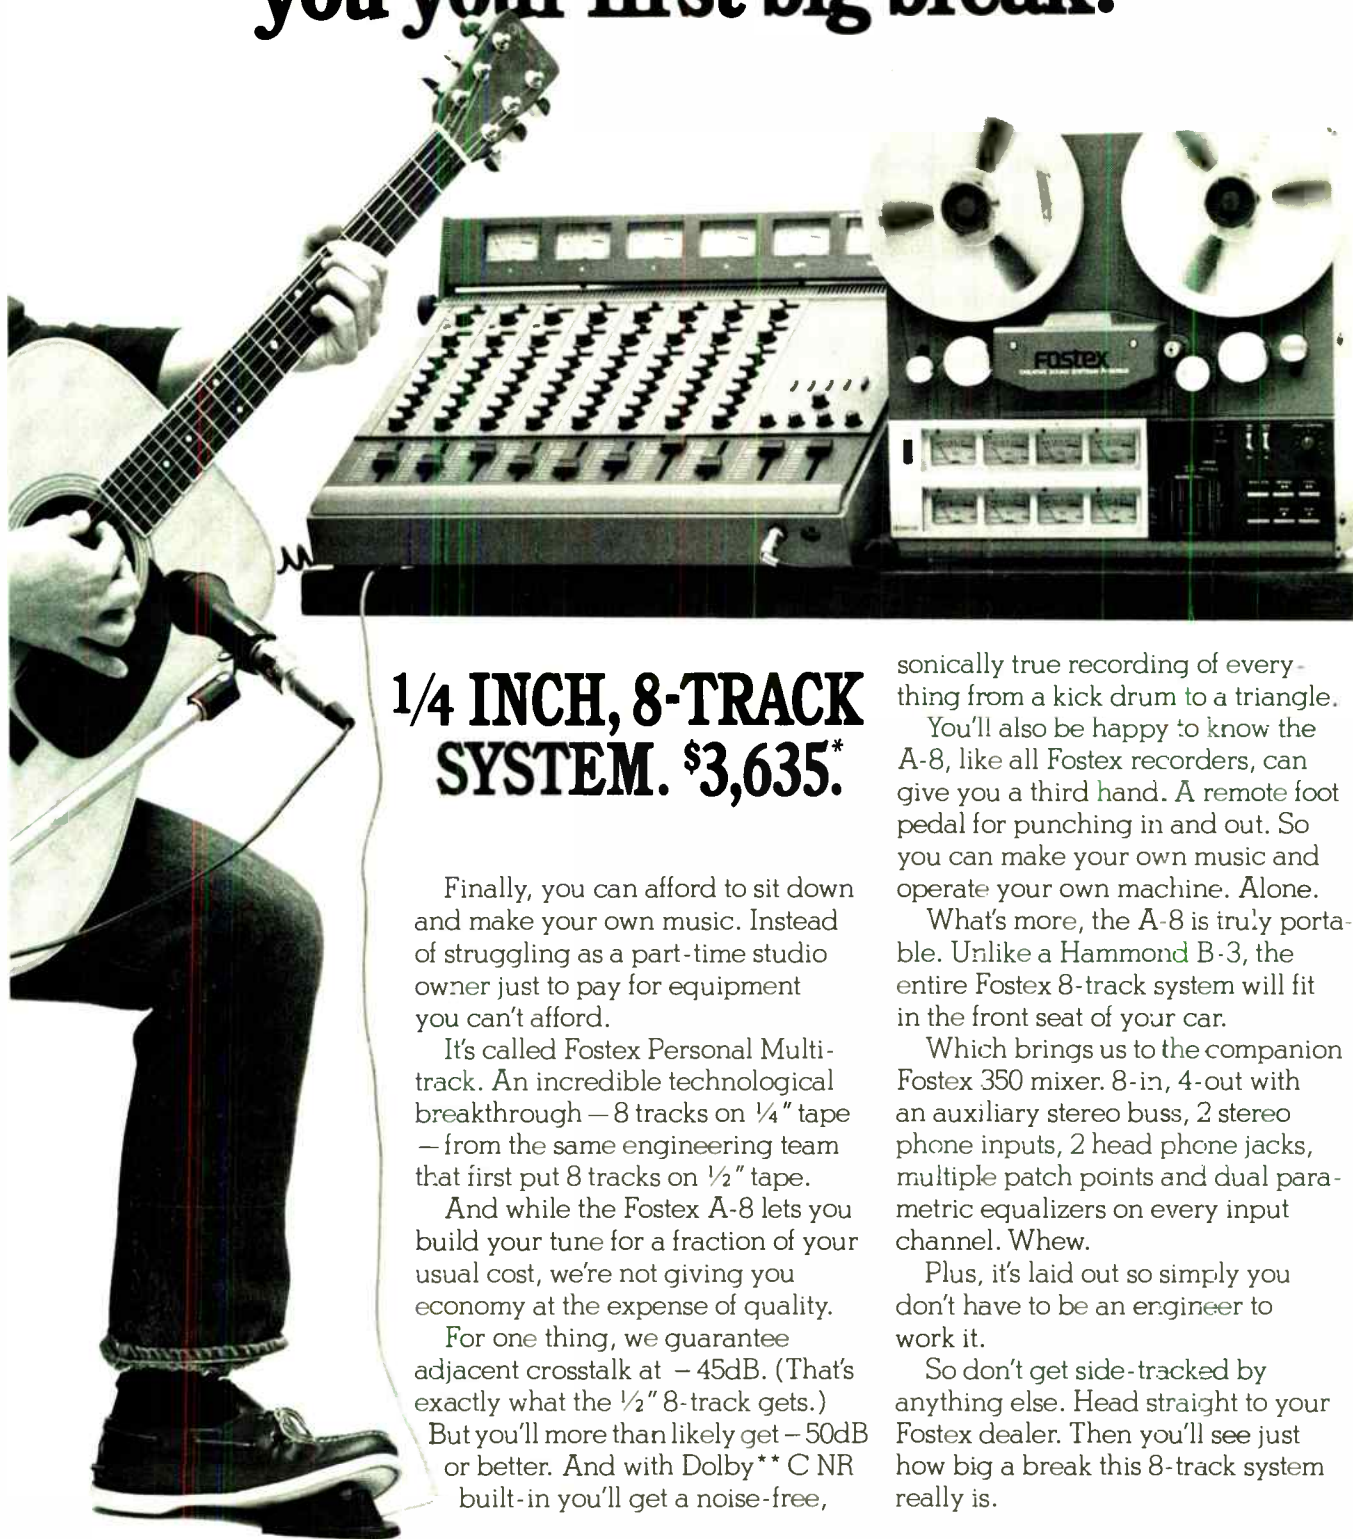 you your first big break.
FOSTEX
1/4 INCH, 8-TRACK
SYSTEM. $3,635.*
Finally, you can afford to sit down
and make your own music. Instead
of struggling as a part-time studio
owner just to pay for equipment
you can't afford.
It's called Fostex Personal Multi-
track. An incredible technological
breakthrough — 8 tracks on ¼" tape
— from the same engineering team
that first put 8 tracks on ½" tape.
And while the Fostex A-8 lets you
build your tune for a fraction of your
usual cost, we're not giving you
economy at the expense of quality.
For one thing, we guarantee
adjacent crosstalk at – 45dB. (That's
exactly what the ½" 8-track gets.)
But you'll more than likely get – 50dB
or better. And with Dolby** C NR
built-in you'll get a noise-free,
sonically true recording of every-
thing from a kick drum to a triangle.
You'll also be happy to know the
A-8, like all Fostex recorders, can
give you a third hand. A remote foot
pedal for punching in and out. So
you can make your own music and
operate your own machine. Alone.
What's more, the A-8 is truly porta-
ble. Unlike a Hammond B-3, the
entire Fostex 8-track system will fit
in the front seat of your car.
Which brings us to the companion
Fostex 350 mixer. 8-in, 4-out with
an auxiliary stereo buss, 2 stereo
phone inputs, 2 head phone jacks,
multiple patch points and dual para-
metric equalizers on every input
channel. Whew.
Plus, it's laid out so simply you
don't have to be an engineer to
work it.
So don't get side-tracked by
anything else. Head straight to your
Fostex dealer. Then you'll see just
how big a break this 8-track system
really is.